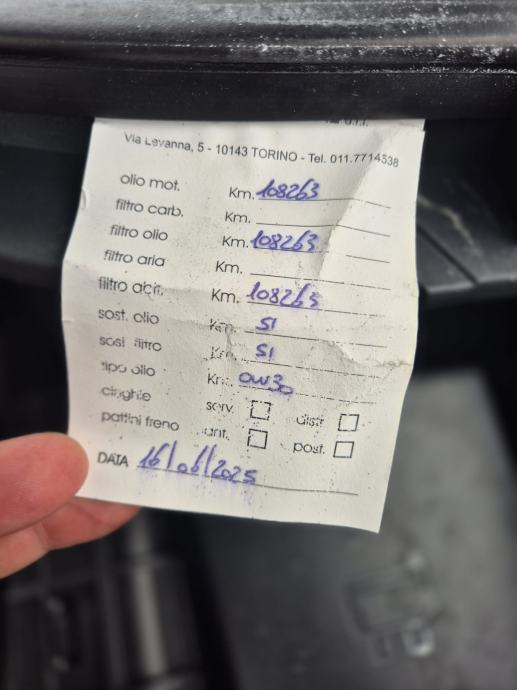 Via Levanna, 5 - 10143 TORINO - Tel. 011.7714538
olio mot. Km. 108263
filtro carb. Km.
filtro olio Km. 108263
filtro aria Km.
filtro abit. Km. 108263
sost. olio Km. SI
sost. filtro Km. SI
tipo olio Km. 0W30
cinghie serv. distr.
pattini freno ant. post.
DATA 16/06/2025